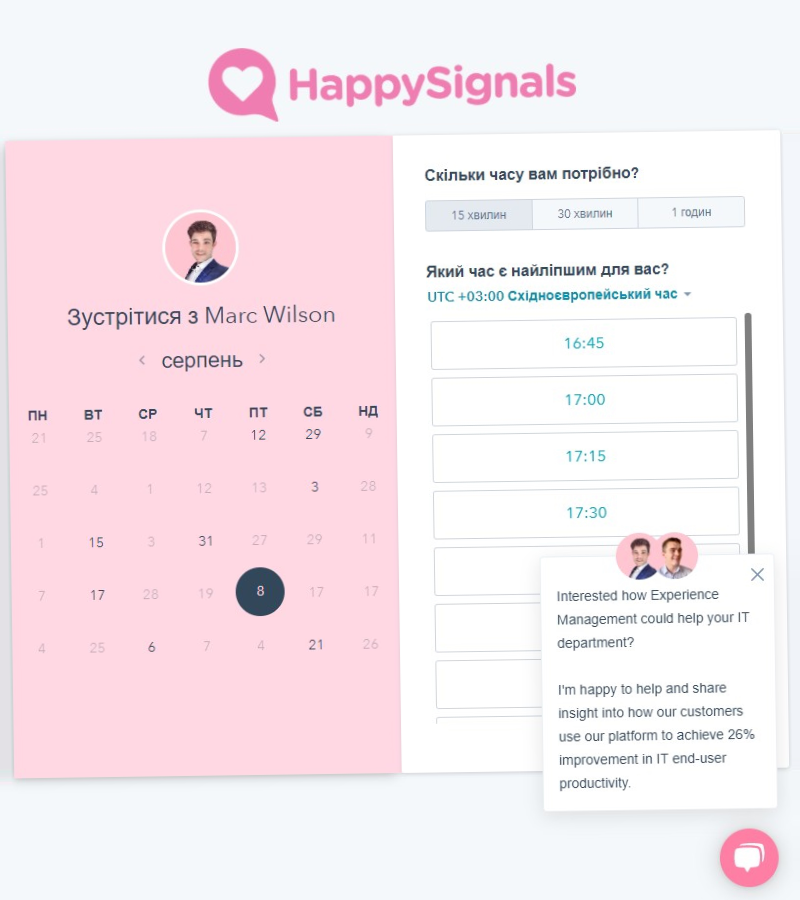 HappySignals
Зустрітися з Marc Wilson
серпень
ПН ВТ СР ЧТ ПТ СБ НД
21 25 18 7 12 29 9
25 4 1 12 13 3 28
1 15 3 31 27 29 11
7 17 28 19 8 17 17
4 25 6 7 4 21 26
Скільки часу вам потрібно?
15 хвилин 30 хвилин 1 годин
Який час є найліпшим для вас?
UTC +03:00 Східноєвропейський час
16:45
17:00
17:15
17:30
Interested how Experience
Management could help your IT
department?
I'm happy to help and share
insight into how our customers
use our platform to achieve 26%
improvement in IT end-user
productivity.